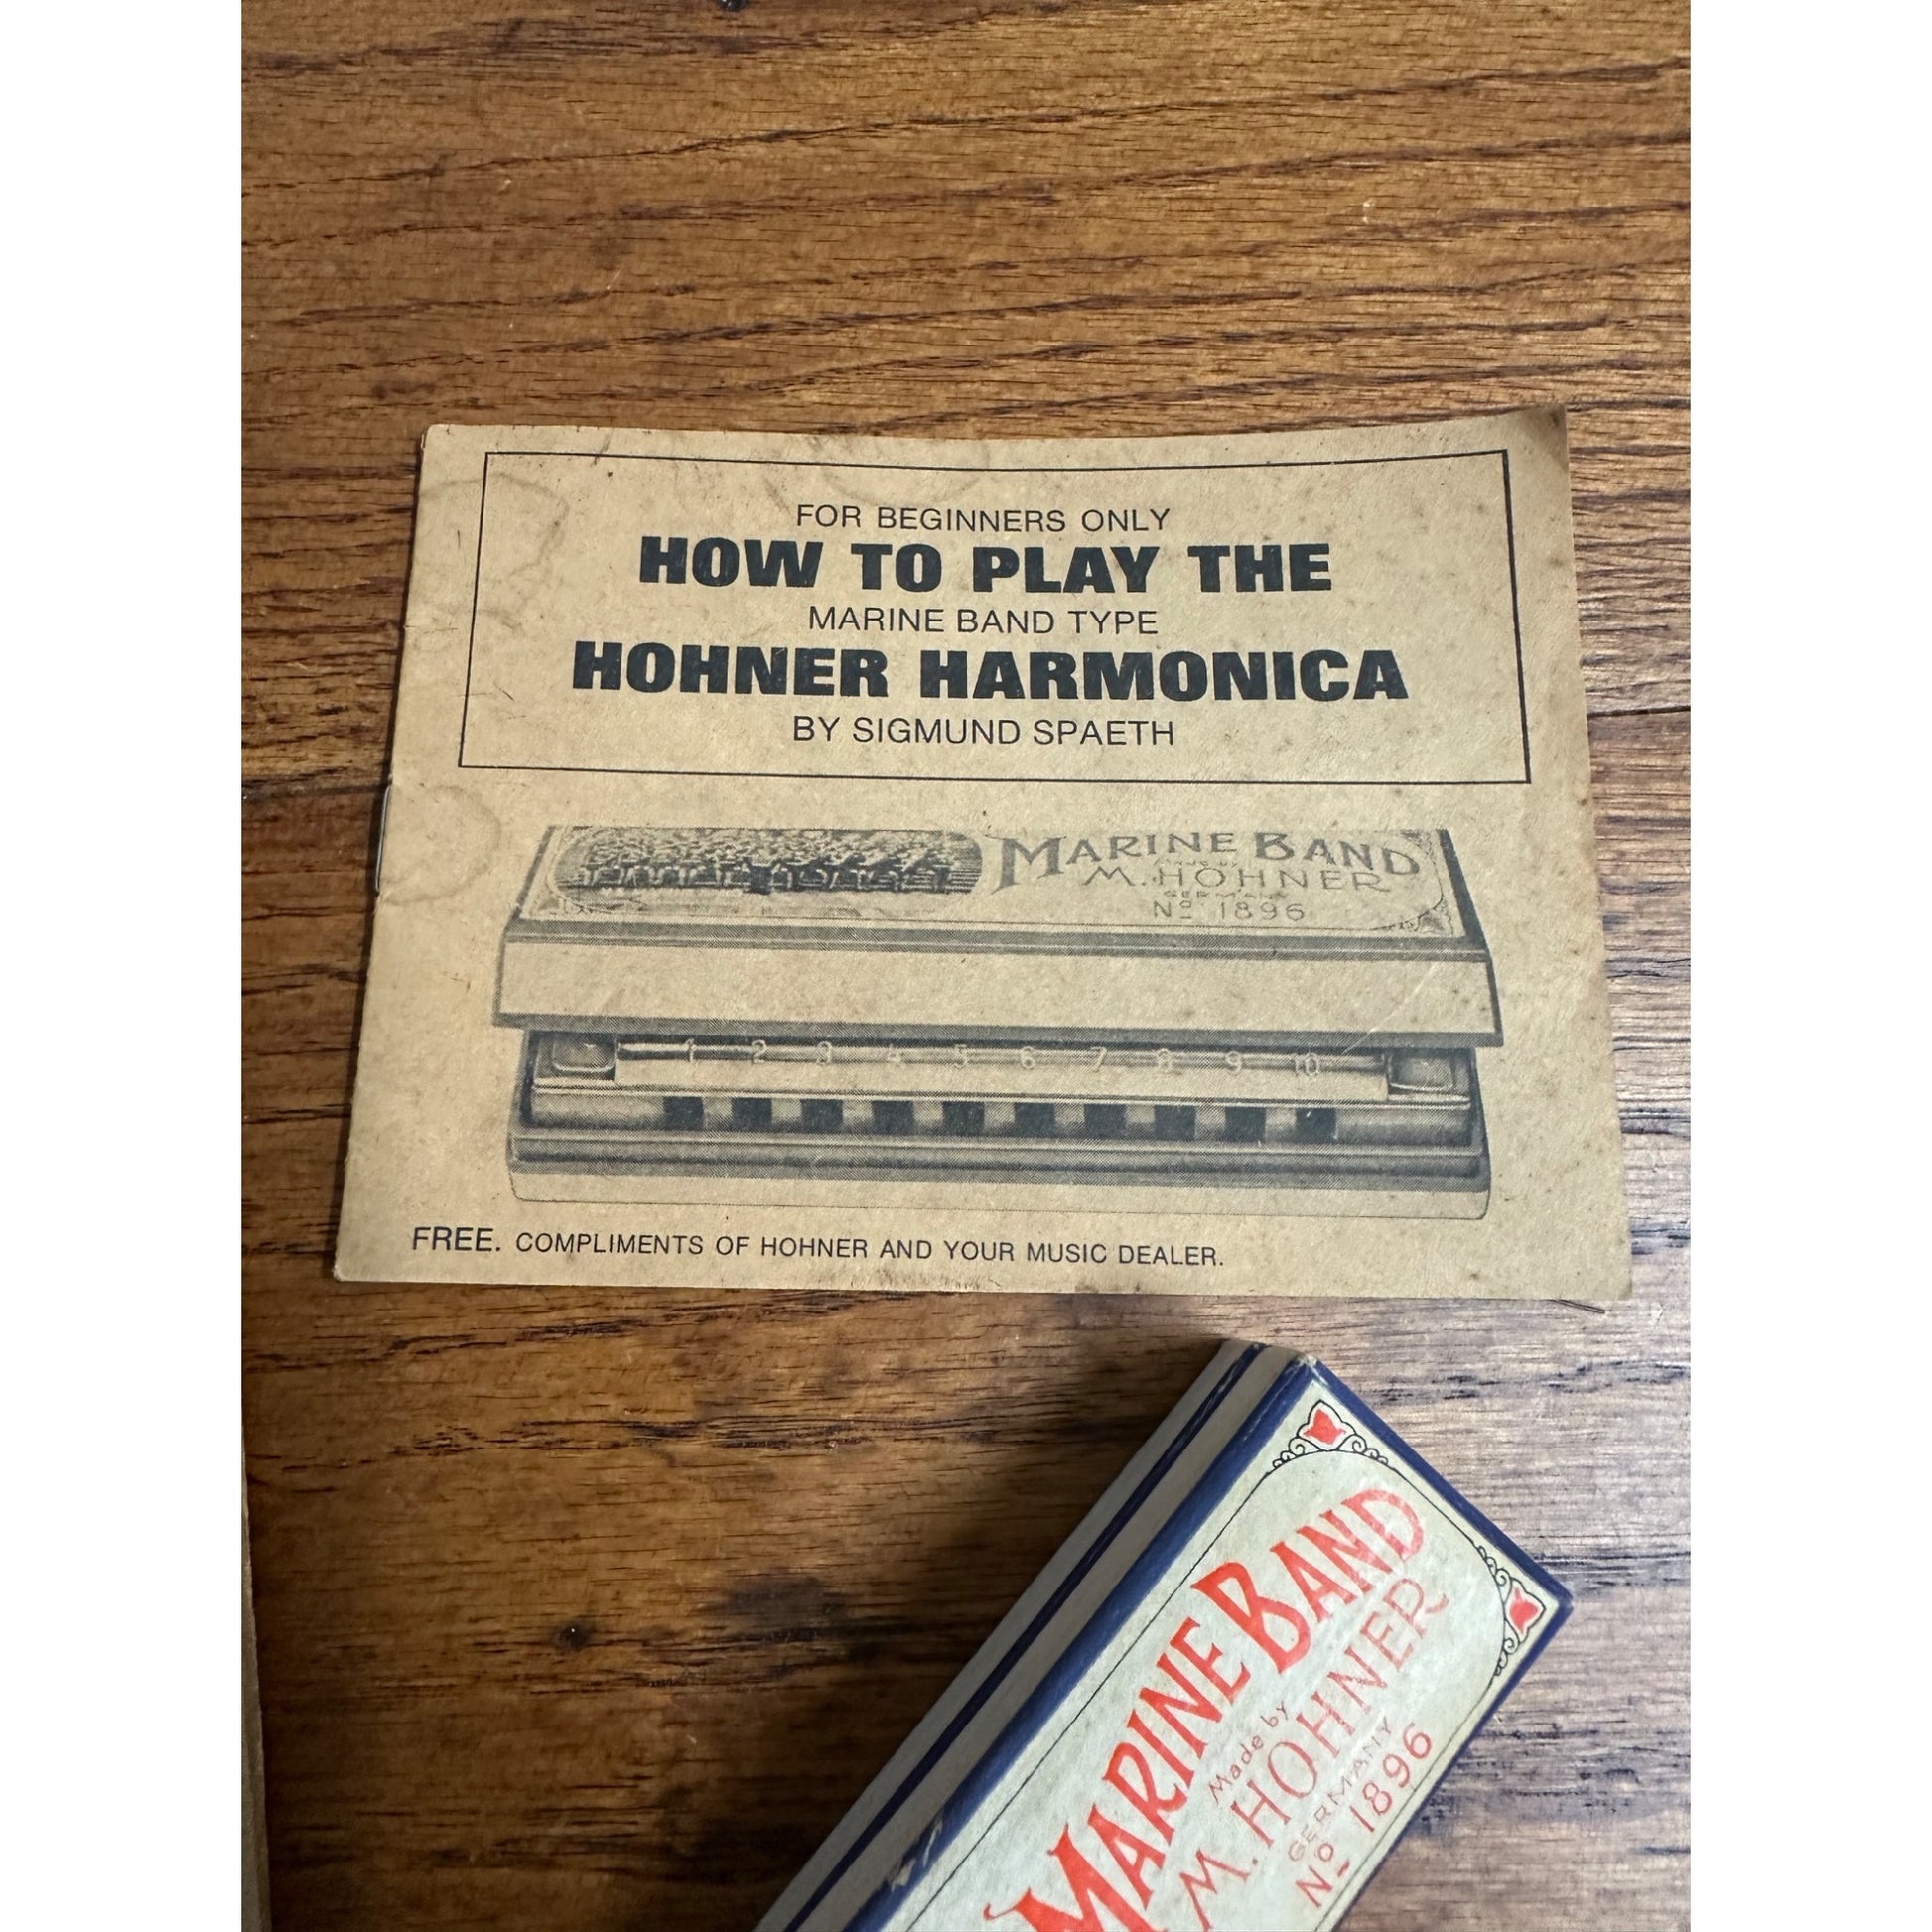 FOR BEGINNERS ONLY
HOW TO PLAY THE
MARINE BAND TYPE
HOHNER HARMONICA
BY SIGMUND SPAETH
MARINE BAND
MADE BY
M. HOHNER
GERMANY
No 1896
1 2 3 4 5 6 7 8 9 10
FREE. COMPLIMENTS OF HOHNER AND YOUR MUSIC DEALER.
MARINE BAND
Made by
M. HOHNER
GERMANY
No 1896